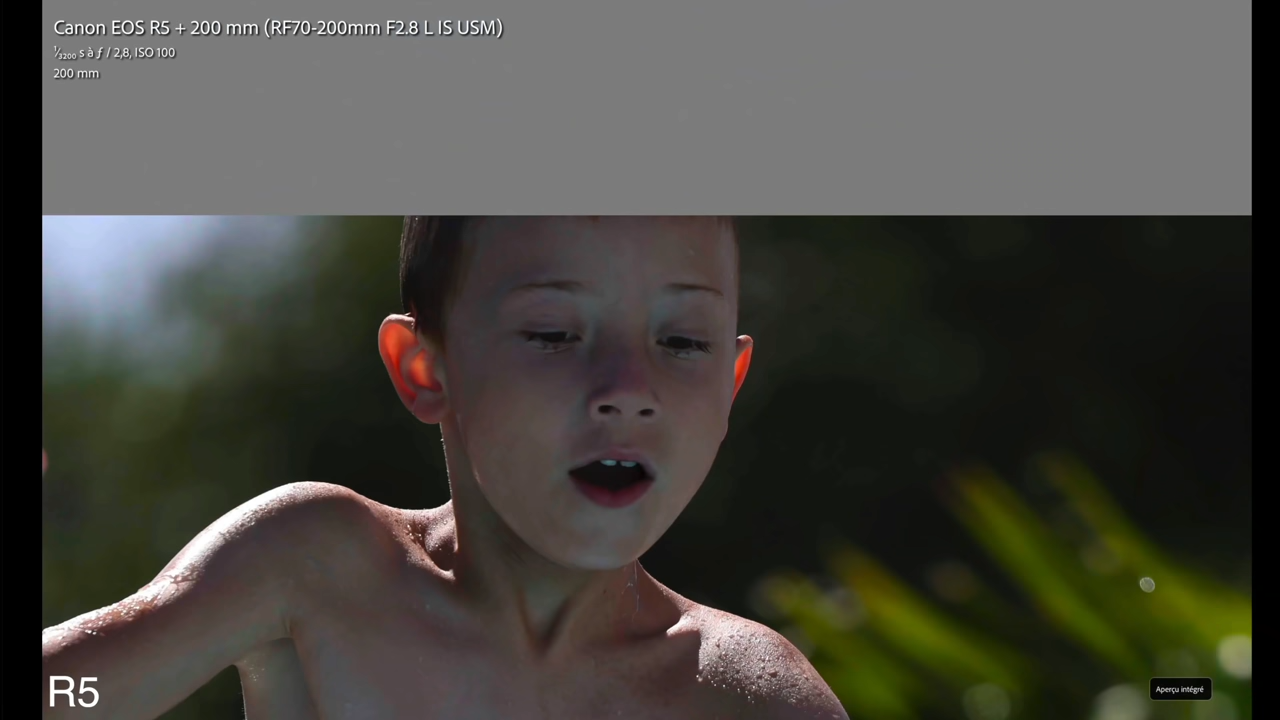 Canon EOS R5 + 200 mm (RF70-200mm F2.8 L IS USM)
1/3200 s à ƒ / 2,8, ISO 100
200 mm
R5
Aperçu intégré